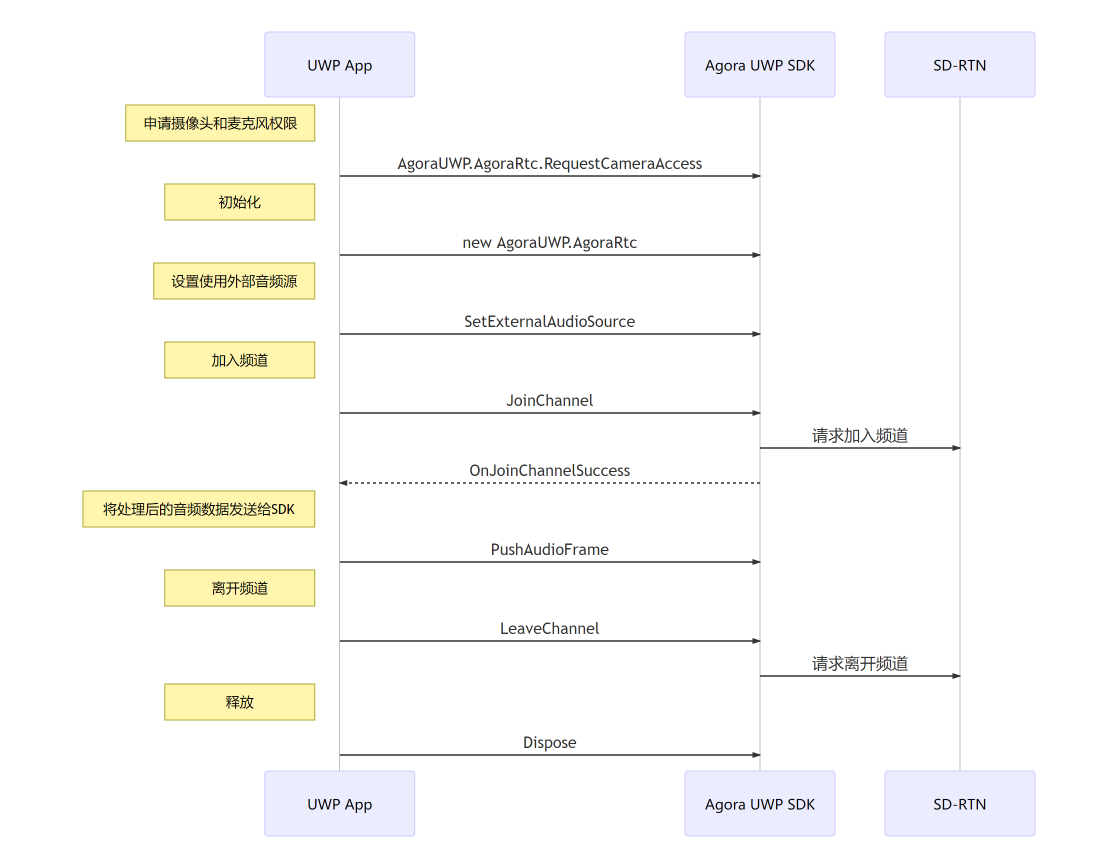 UWP App
Agora UWP SDK
SD-RTN
申请摄像头和麦克风权限
AgoraUWP.AgoraRtc.RequestCameraAccess
初始化
new AgoraUWP.AgoraRtc
设置使用外部音频源
SetExternalAudioSource
加入频道
JoinChannel
请求加入频道
OnJoinChannelSuccess
将处理后的音频数据发送给SDK
PushAudioFrame
离开频道
LeaveChannel
请求离开频道
释放
Dispose
UWP App
Agora UWP SDK
SD-RTN